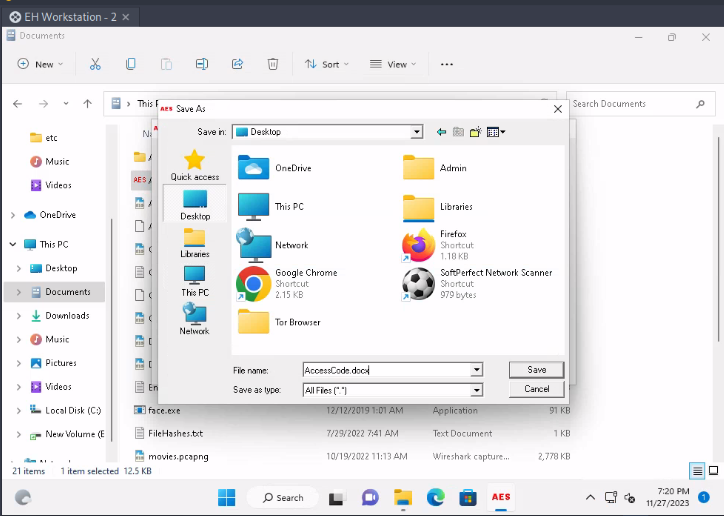 EH Workstation - 2
Documents
New
Sort
View
This P
Search Documents
AES Save As
Save in: Desktop
etc
Music
Videos
OneDrive
This PC
Desktop
Documents
Downloads
Music
Pictures
Videos
Local Disk (C:)
New Volume (E
Na
AES
Quick access
Desktop
Libraries
This PC
Network
OneDrive
Admin
This PC
Libraries
Network
Firefox
Shortcut
1.18 KB
Google Chrome
Shortcut
2.15 KB
SoftPerfect Network Scanner
Shortcut
979 bytes
Tor Browser
File name: AccessCode.docx Save
Save as type: All Files (*.*) Cancel
En
face.exe 12/12/2019 1:01 AM Application 91 KB
FileHashes.txt 7/29/2022 7:41 AM Text Document 1 KB
movies.pcapng 10/19/2022 11:13 AM Wireshark capture... 2,778 KB
21 items 1 item selected 12.5 KB
Search
AES
7:20 PM
11/27/2023
1